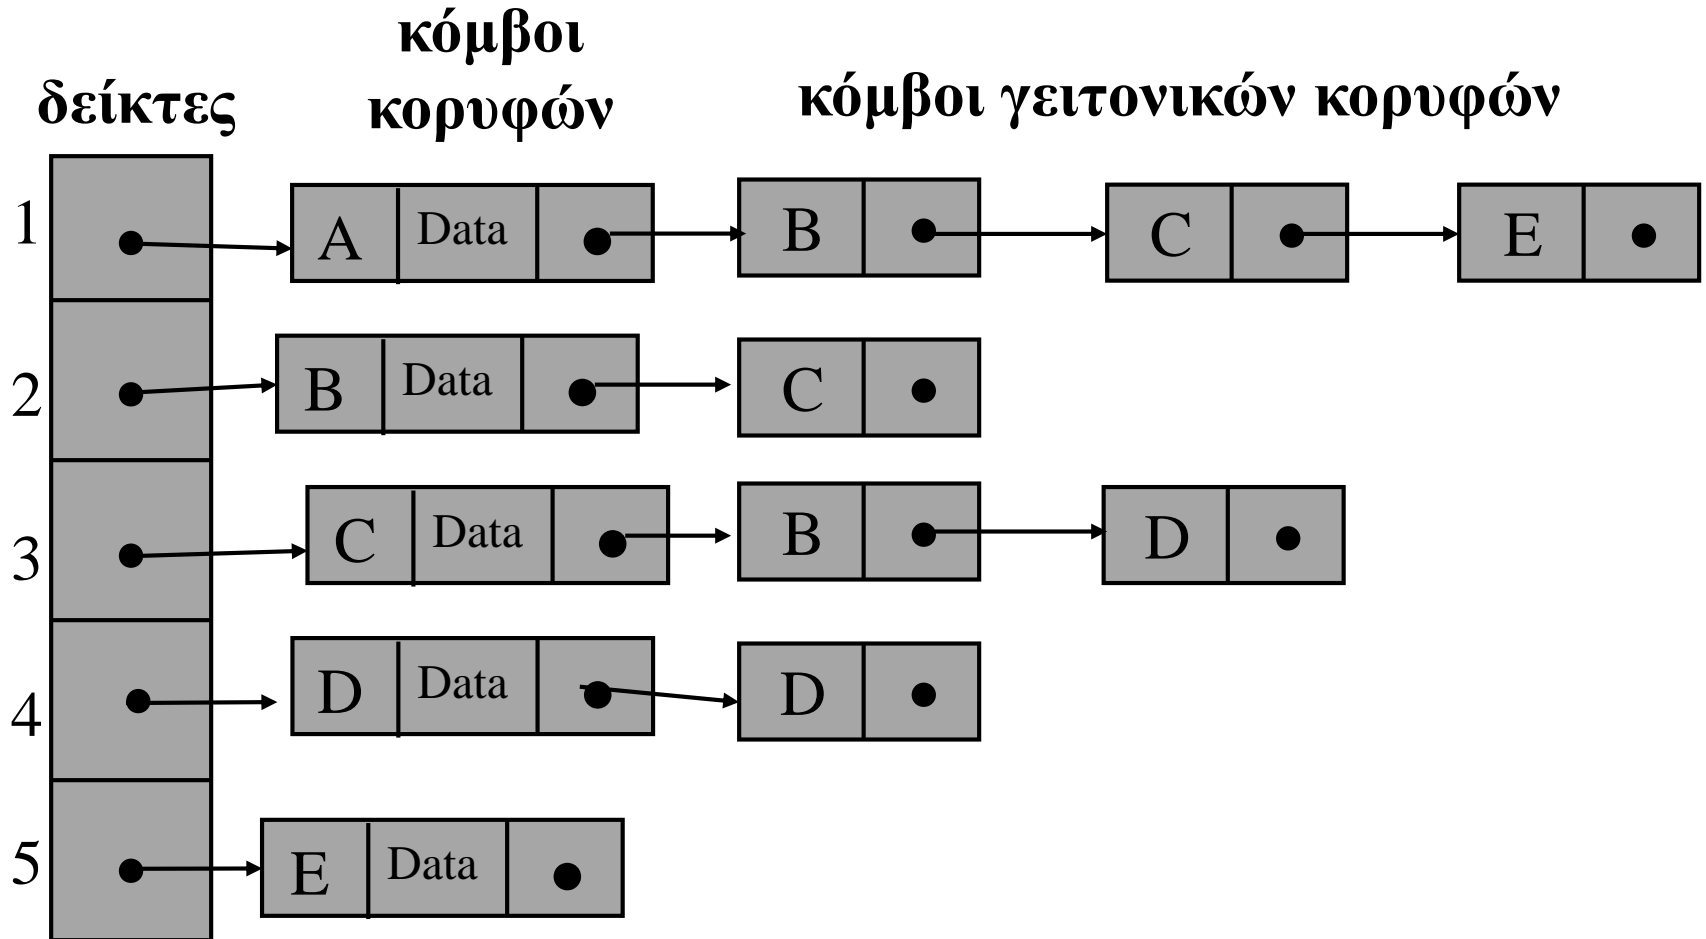 κόμβοι
κορυφών
δείκτες
κόμβοι γειτονικών κορυφών
1 A Data B C E
2 B Data C
3 C Data B D
4 D Data D
5 E Data